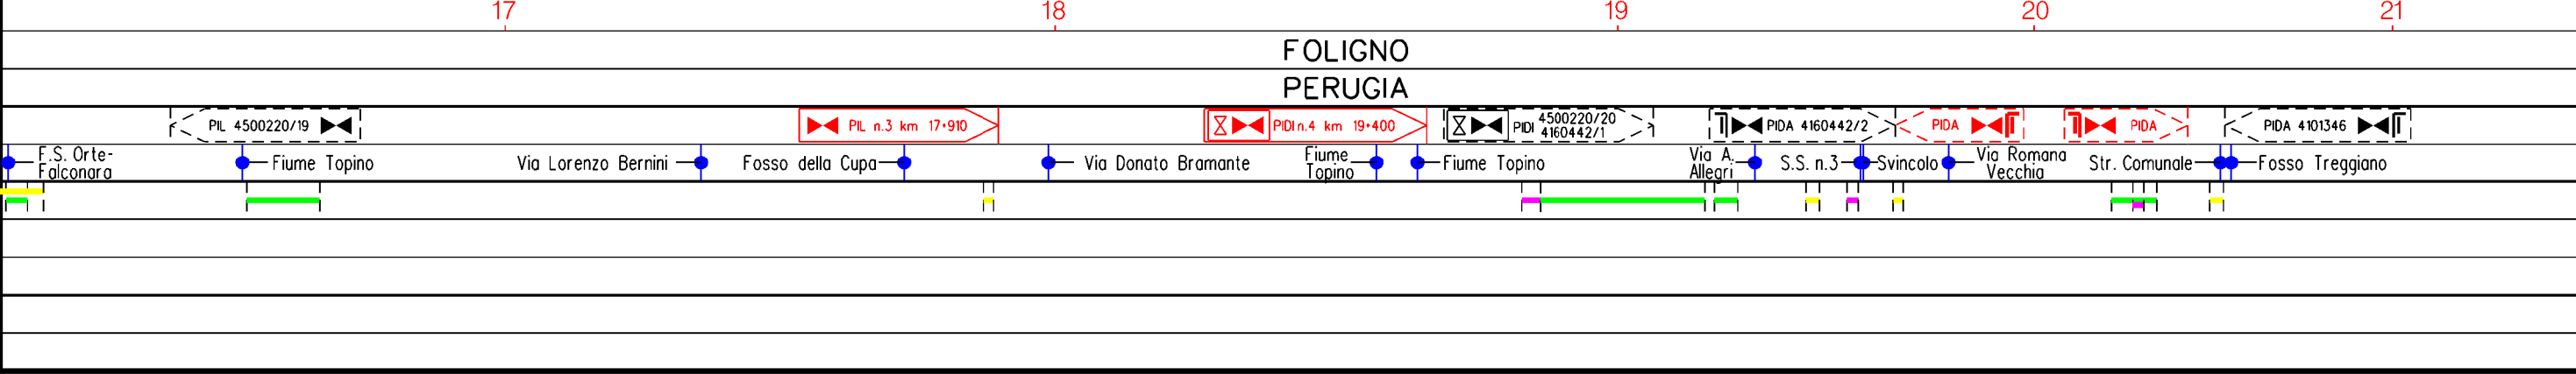 17 18 19 20 21
FOLIGNO
PERUGIA
PIL 4500220/19
PIL n.3 km 17+910
PIDI n.4 km 19+400
PIDI 4500220/20
4160442/1
PIDA 4160442/2
PIDA
PIDA
PIDA 4101346
F.S. Orte-
Falconara
Fiume Topino
Via Lorenzo Bernini
Fosso della Cupa
Via Donato Bramante
Fiume
Topino
Fiume Topino
Via A.
Allegri
S.S. n.3
Svincolo
Via Romana
Vecchia
Str. Comunale
Fosso Treggiano